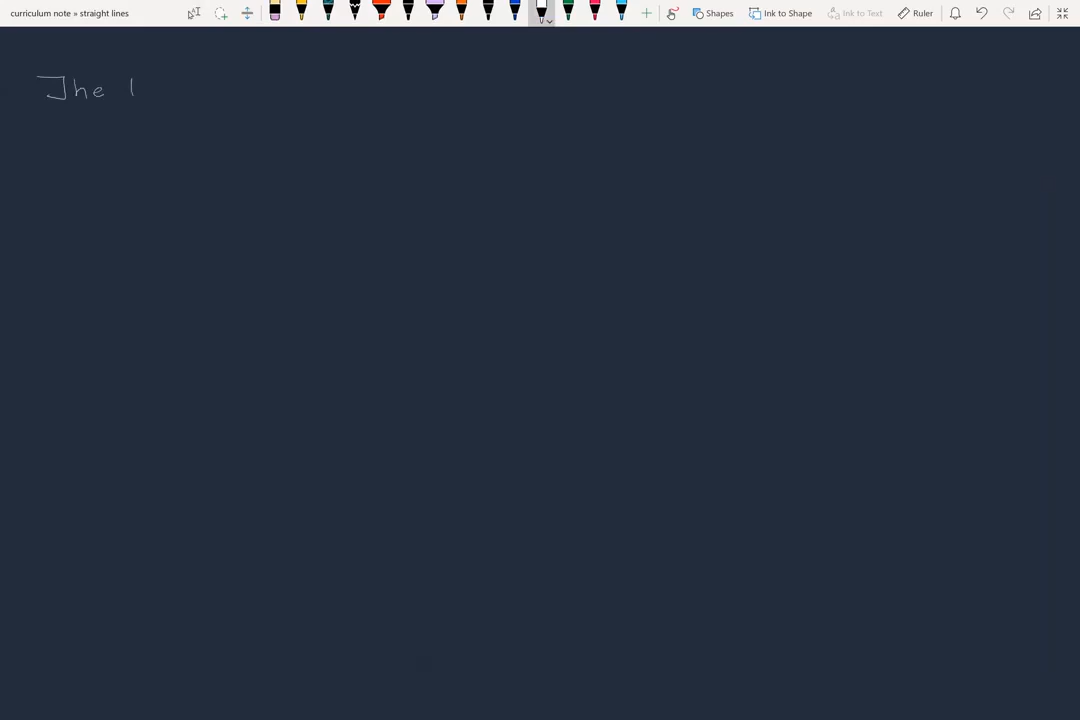 curriculum note » straight lines
Shapes
Ink to Shape
Ink to Text
Ruler
The l